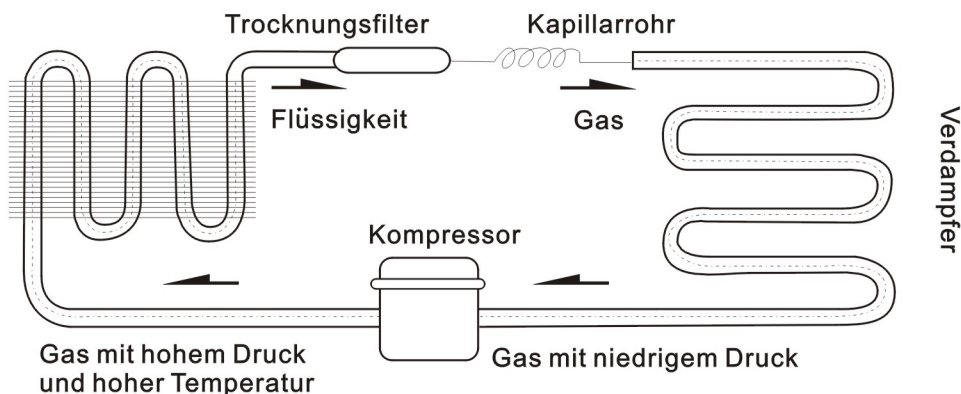 Trocknungsfilter
Kapillarrohr
Flüssigkeit
Gas
Verdampfer
Kompressor
Gas mit hohem Druck
und hoher Temperatur
Gas mit niedrigem Druck